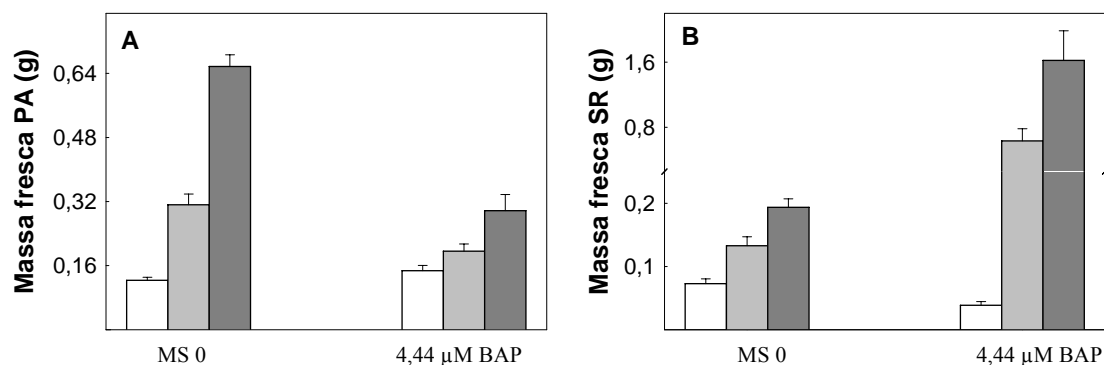 A
Massa fresca PA (g)
0,64
0,48
0,32
0,16
MS 0
4,44 µM BAP
B
Massa fresca SR (g)
1,6
0,8
0,2
0,1
MS 0
4,44 µM BAP